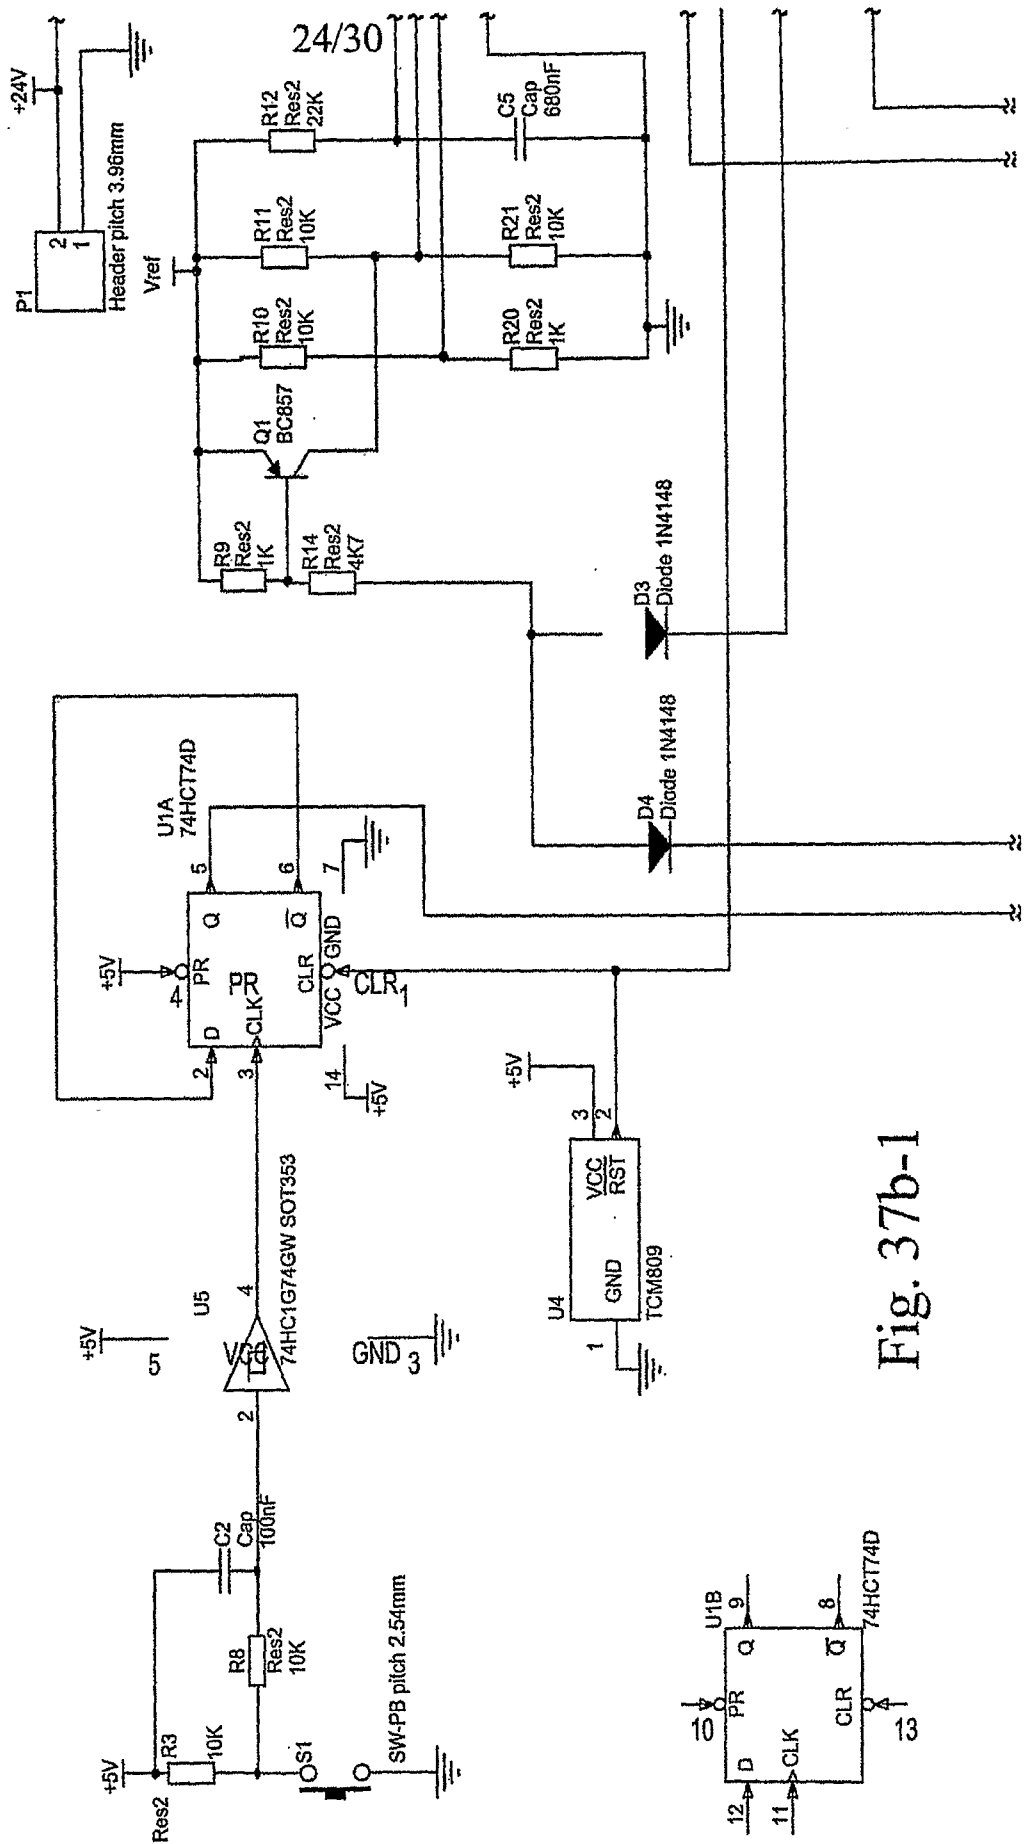 24/30
+24V
P1
2
1
Header pitch 3.96mm
Vref
R12
Res2
22K
C5
Cap
680nF
R11
Res2
10K
R21
Res2
10K
R10
Res2
10K
R20
Res2
1K
Q1
BC857
R9
Res2
1K
R14
Res2
4K7
D3
Diode 1N4148
D4
Diode 1N4148
U1A
74HCT74D
5
6
7
Q
Q
GND
+5V
4
PR
PR
CLR
CLR
1
D
CLK
VCC
2
3
14
+5V
+5V
3
2
VCC
RST
GND
U4
TCM809
1
+5V
5
U5
4
74HC1G74GW SOT353
VCC
GND
3
2
C2
Cap
100nF
R8
Res2
10K
+5V
R3
10K
Res2
S1
SW-PB pitch 2.54mm
U1B
74HCT74D
9
8
Q
Q
10
PR
CLR
13
D
CLK
12
11
Fig. 37b-1